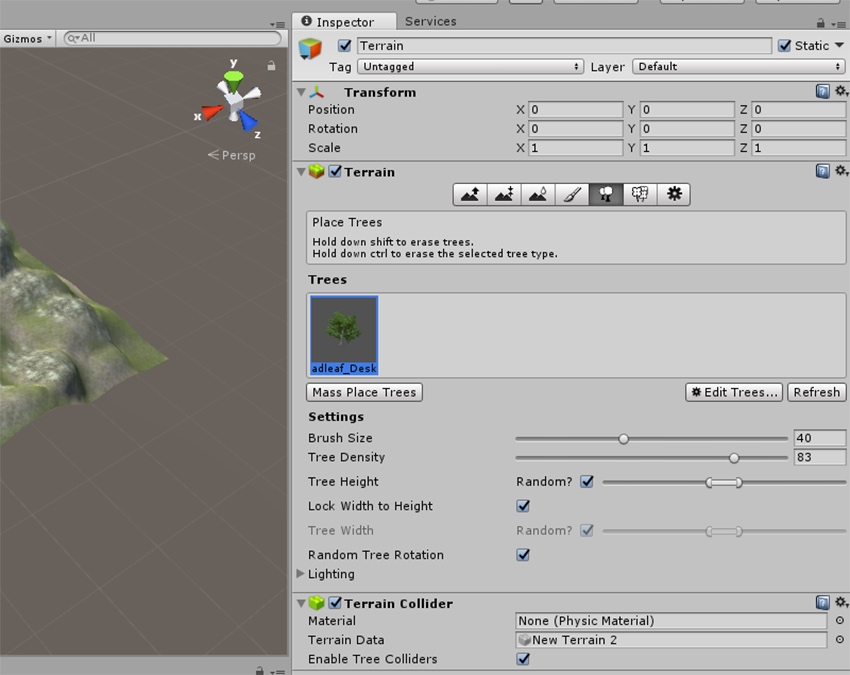 Inspector Services
Gizmos All
Terrain Static
Tag Untagged Layer Default
y
x
z
Persp
Transform
Position X 0 Y 0 Z 0
Rotation X 0 Y 0 Z 0
Scale X 1 Y 1 Z 1
Terrain
Place Trees
Hold down shift to erase trees.
Hold down ctrl to erase the selected tree type.
Trees
adleaf_Desk
Mass Place Trees Edit Trees... Refresh
Settings
Brush Size 40
Tree Density 83
Tree Height Random?
Lock Width to Height
Tree Width Random?
Random Tree Rotation
Lighting
Terrain Collider
Material None (Physic Material)
Terrain Data New Terrain 2
Enable Tree Colliders